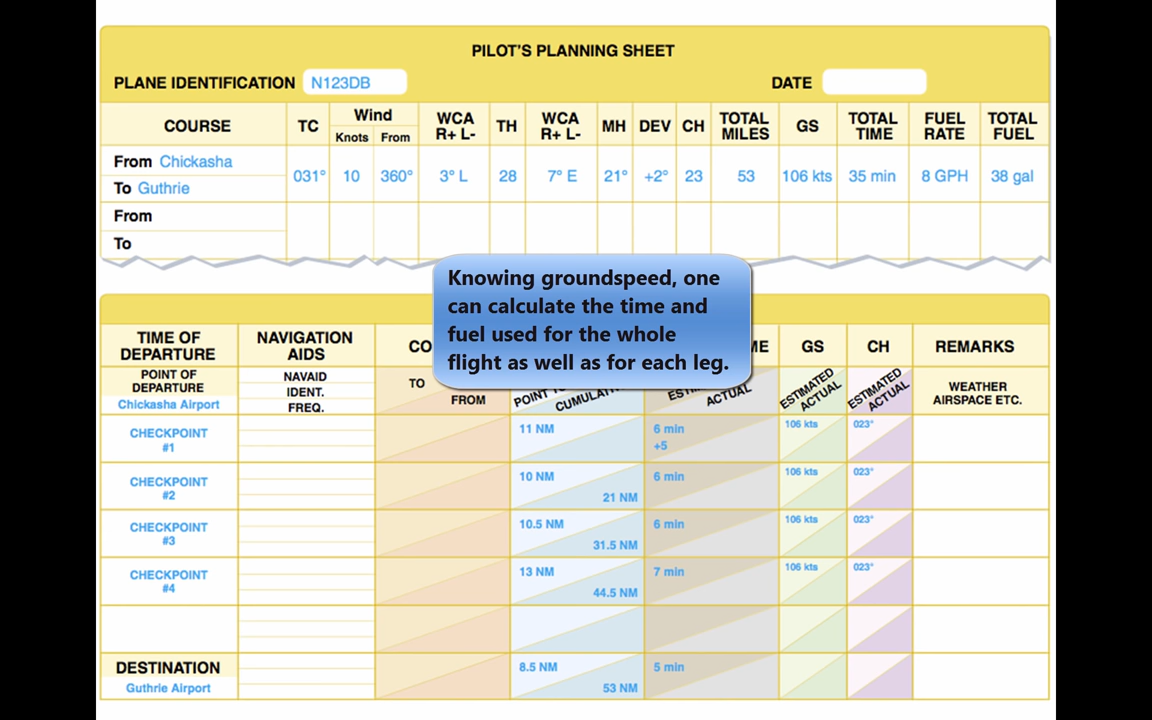 PILOT'S PLANNING SHEET
PLANE IDENTIFICATION N123DB DATE
COURSE TC Wind Knots From WCA R+ L- TH WCA R+ L- MH DEV CH TOTAL MILES GS TOTAL TIME FUEL RATE TOTAL FUEL
From Chickasha
To Guthrie
031° 10 360° 3° L 28 7° E 21° +2° 23 53 106 kts 35 min 8 GPH 38 gal
From
To
Knowing groundspeed, one
can calculate the time and
fuel used for the whole
flight as well as for each leg.
TIME OF DEPARTURE NAVIGATION AIDS GS CH REMARKS
POINT OF DEPARTURE
Chickasha Airport
NAVAID
IDENT.
FREQ.
TO
FROM
ACTUAL
ESTIMATED
ACTUAL
ESTIMATED
ACTUAL
WEATHER
AIRSPACE ETC.
CHECKPOINT #1
11 NM
6 min
+5
106 kts
023°
CHECKPOINT #2
10 NM
21 NM
6 min
106 kts
023°
CHECKPOINT #3
10.5 NM
31.5 NM
6 min
106 kts
023°
CHECKPOINT #4
13 NM
44.5 NM
7 min
106 kts
023°
DESTINATION
Guthrie Airport
8.5 NM
53 NM
5 min